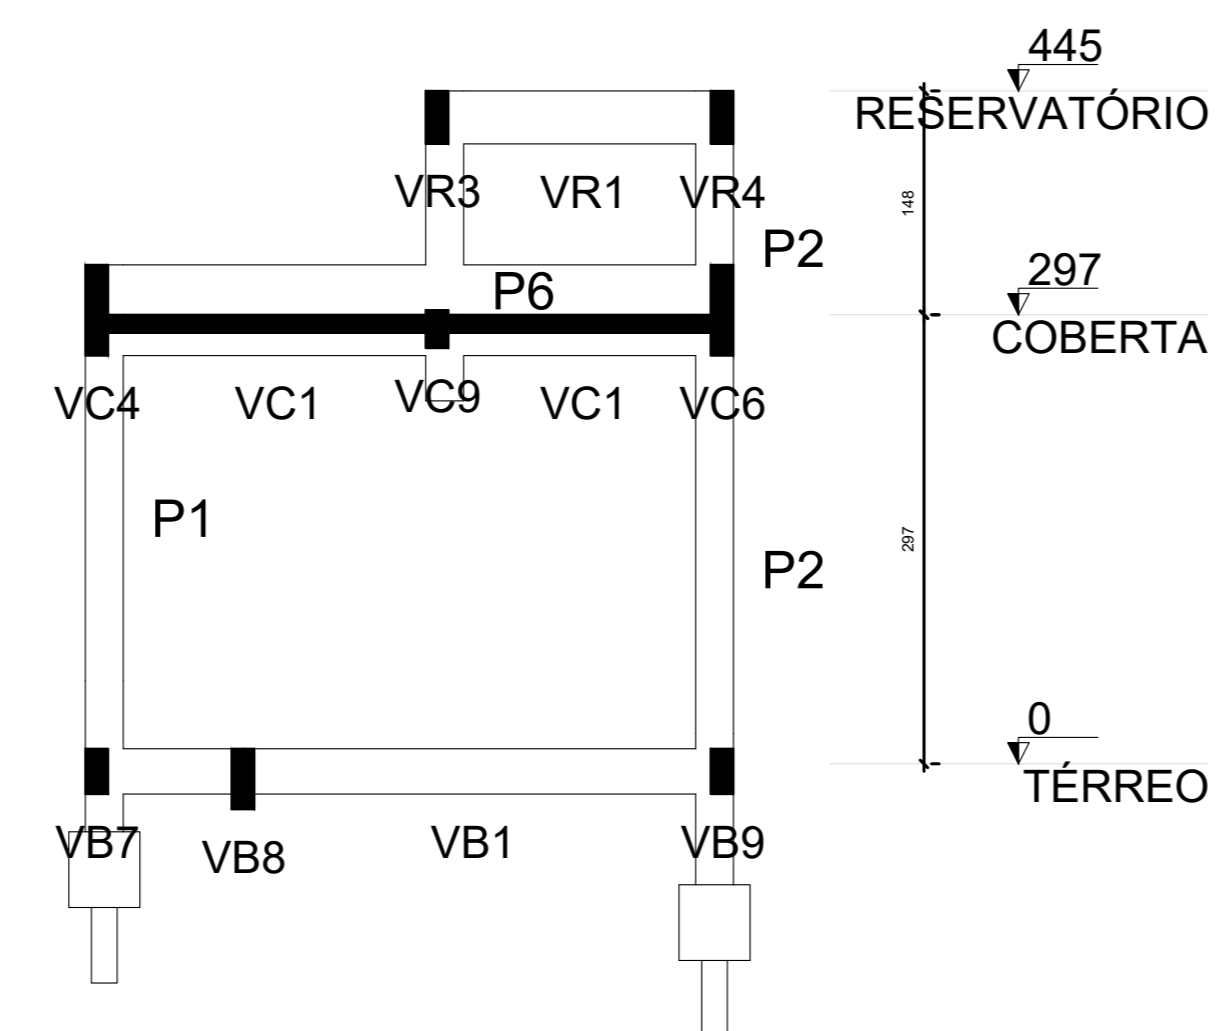 445
RESERVATÓRIO
VR3 VR1 VR4
148
P2
297
P6
COBERTA
VC4 VC1 VC9 VC1 VC6
P1
297
P2
0
TÉRREO
VB7 VB8 VB1 VB9